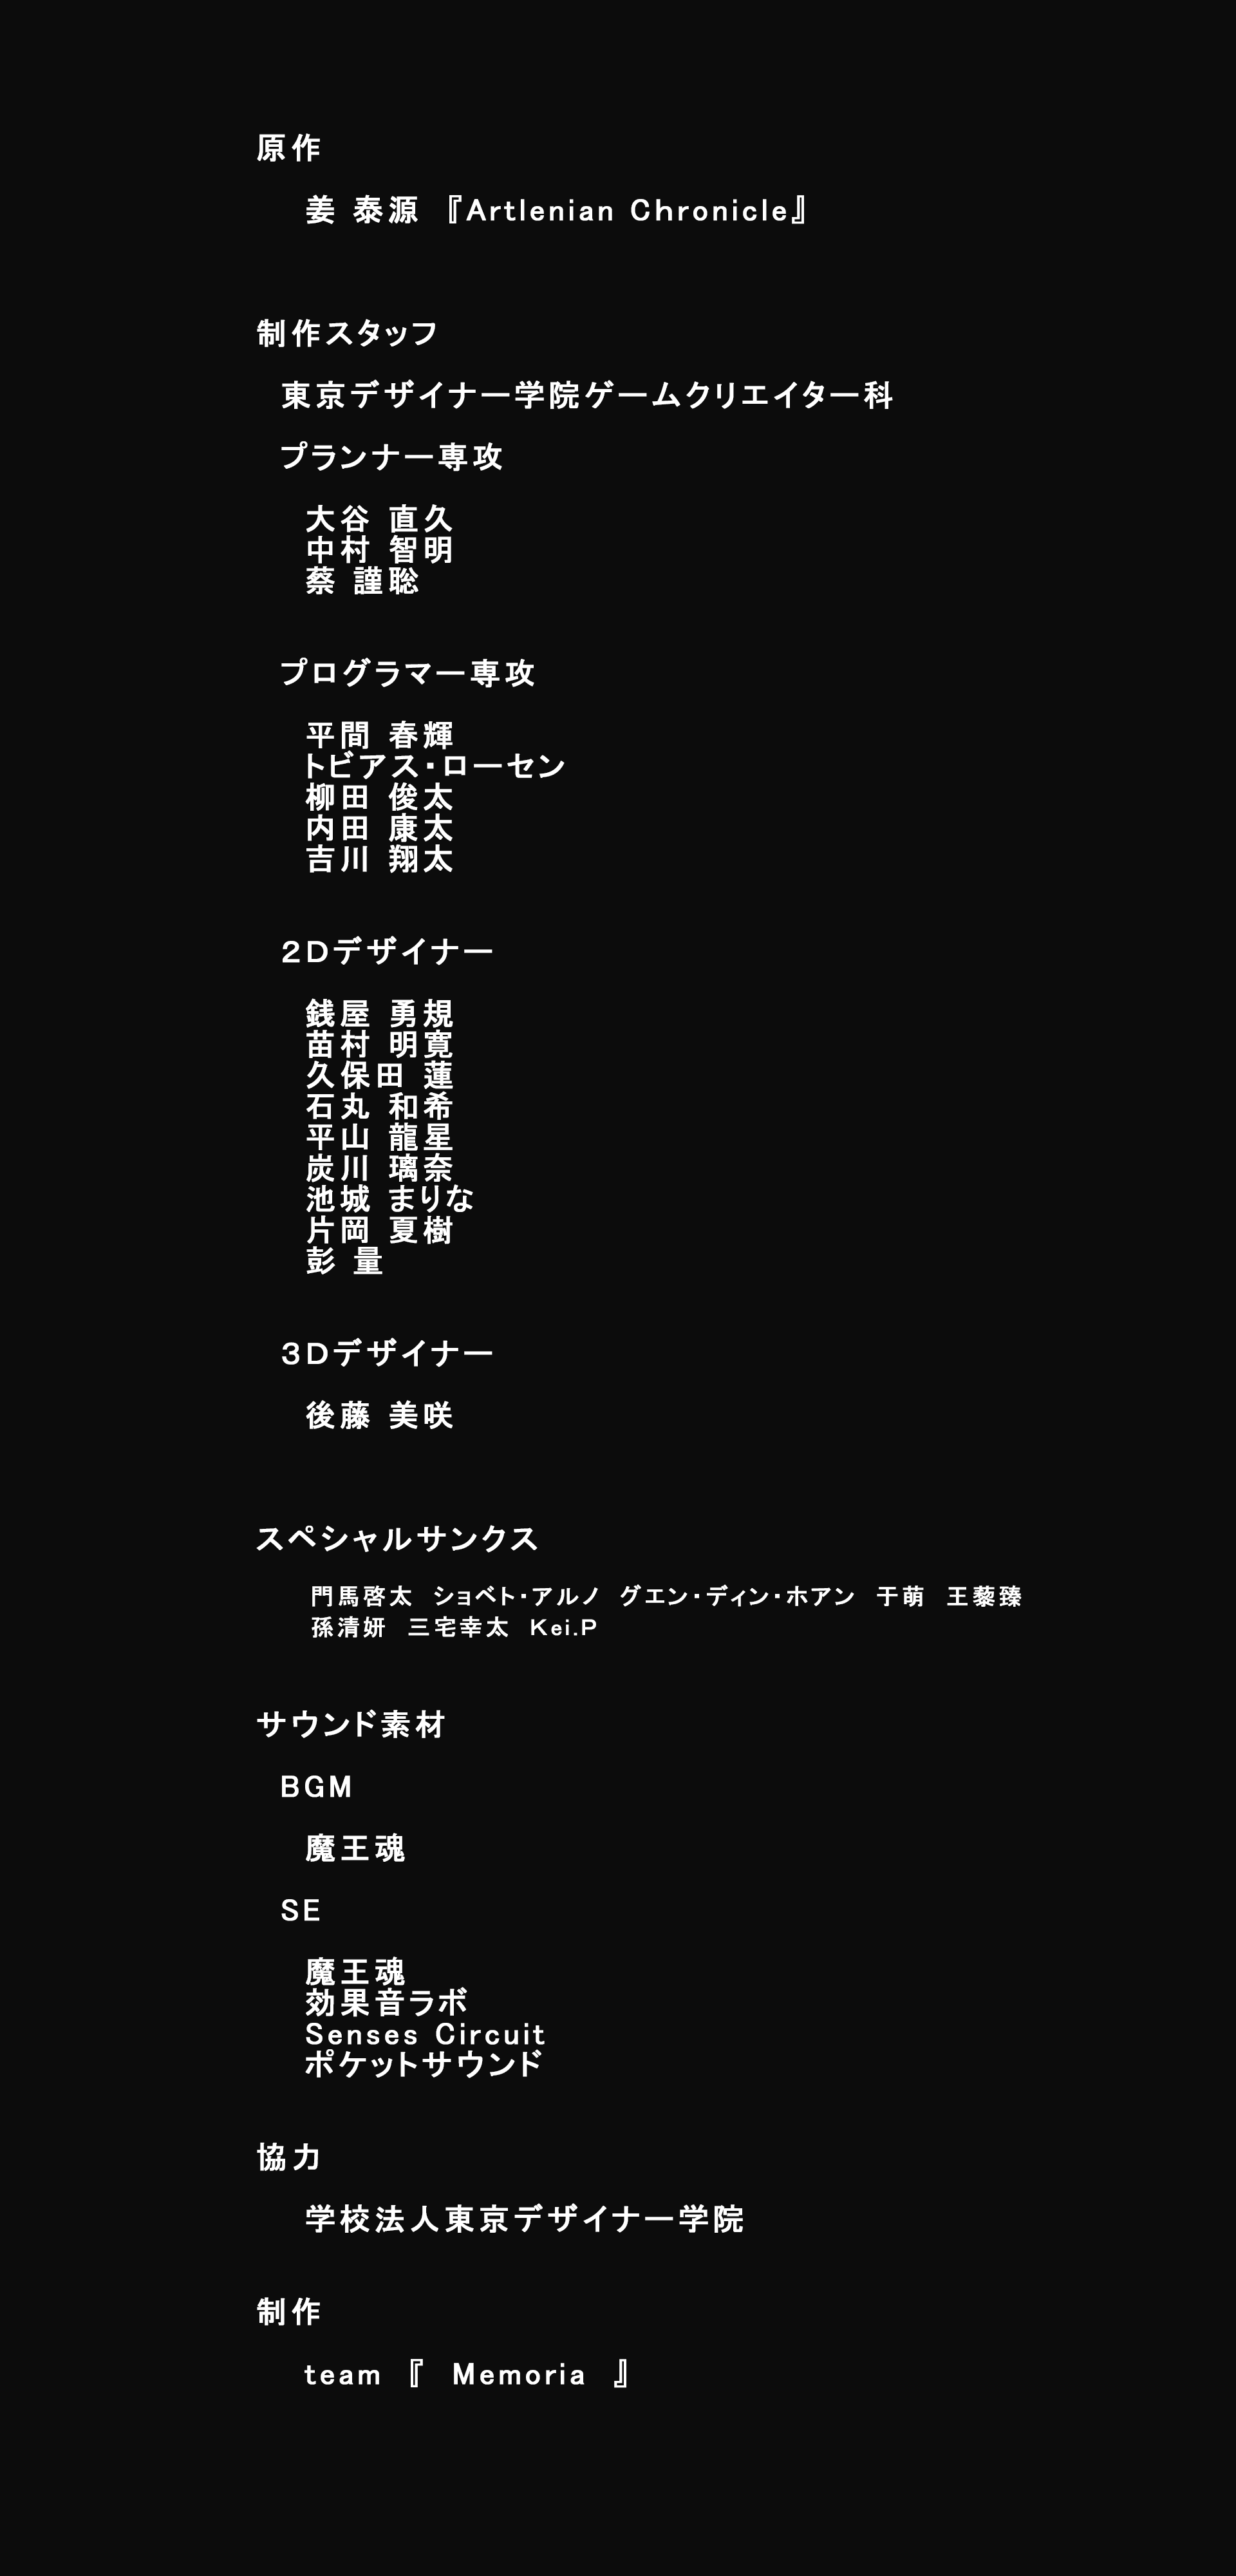 原作
姜 泰源 『Artlenian Chronicle』
制作スタッフ
東京デザイナー学院ゲームクリエイター科
プランナー専攻
大谷 直久
中村 智明
蔡 謹聡
プログラマー専攻
平間 春輝
トビアス・ローセン
柳田 俊太
内田 康太
吉川 翔太
2Dデザイナー
銭屋 勇規
苗村 明寛
久保田 蓮
石丸 和希
平山 龍星
炭川 璃奈
池城 まりな
片岡 夏樹
彭 量
3Dデザイナー
後藤 美咲
スペシャルサンクス
門馬啓太 ショベト・アルノ グエン・ディン・ホアン 于萌 王藜臻
孫清妍 三宅幸太 Kei.P
サウンド素材
BGM
魔王魂
SE
魔王魂
効果音ラボ
Senses Circuit
ポケットサウンド
協力
学校法人東京デザイナー学院
制作
team 『 Memoria 』